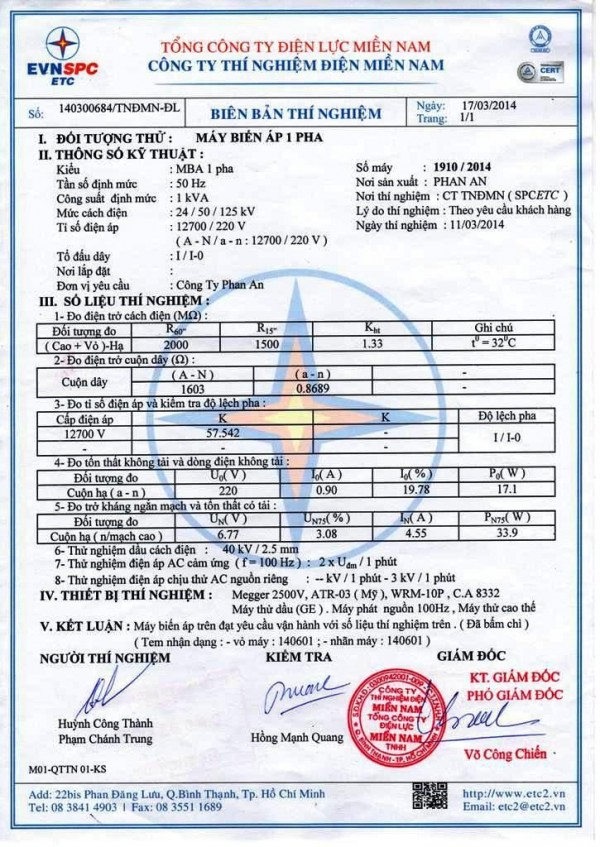 EVNSPC
ETC
TỔNG CÔNG TY ĐIỆN LỰC MIỀN NAM
CÔNG TY THÍ NGHIỆM ĐIỆN MIỀN NAM
CERT
Số: 140300684/TNĐMN-ĐL
BIÊN BẢN THÍ NGHIỆM
Ngày: 17/03/2014
Trang: 1/1
I. ĐỐI TƯỢNG THỬ : MÁY BIẾN ÁP 1 PHA
II. THÔNG SỐ KỸ THUẬT :
Kiểu : MBA 1 pha Số máy : 1910 / 2014
Tần số định mức : 50 Hz Nơi sản xuất : PHAN AN
Công suất định mức : 1 kVA Nơi thí nghiệm : CT TNĐMN ( SPCETC )
Mức cách điện : 24 / 50 / 125 kV Lý do thí nghiệm : Theo yêu cầu khách hàng
Tỉ số điện áp : 12700 / 220 V Ngày thí nghiệm : 11/03/2014
( A - N / a - n : 12700 / 220 V )
Tổ đấu dây : I / I-0
Nơi lắp đặt :
Đơn vị yêu cầu : Công Ty Phan An
III. SỐ LIỆU THÍ NGHIỆM :
1- Đo điện trở cách điện (MΩ) :
Đối tượng đo R60" R15" Kht Ghi chú
( Cao + Vỏ )-Hạ 2000 1500 1.33 t⁰ = 32⁰C
2- Đo điện trở cuộn dây (Ω) :
Cuộn dây ( A - N ) ( a - n ) -
1603 0.8689 -
3- Đo tỉ số điện áp và kiểm tra độ lệch pha :
Cấp điện áp K K Độ lệch pha
12700 V 57.542 - I / I-0
- - -
4- Đo tổn thất không tải và dòng điện không tải :
Đối tượng đo U0( V ) I0( A ) I0( % ) P0( W )
Cuộn hạ ( a - n ) 220 0.90 19.78 17.1
5- Đo trở kháng ngắn mạch và tổn thất có tải :
Đối tượng đo UN( V ) UN75( % ) IN( A ) PN75( W )
Cuộn hạ ( n/mạch cao ) 6.77 3.08 4.55 33.9
6- Thử nghiệm dầu cách điện : 40 kV / 2.5 mm
7- Thử nghiệm điện áp AC cảm ứng ( f = 100 Hz ) : 2 x Uđm / 1 phút
8- Thử nghiệm điện áp chịu thử AC nguồn riêng : -- kV / 1 phút - 3 kV / 1 phút
IV. THIẾT BỊ THÍ NGHIỆM : Megger 2500V, ATR-03 ( Mỹ ), WRM-10P , C.A 8332
Máy thử dầu (GE ) . Máy phát nguồn 100Hz , Máy thử cao thế
V. KẾT LUẬN : Máy biến áp trên đạt yêu cầu vận hành với số liệu thí nghiệm trên . ( Đã bấm chì )
( Tem nhận dạng : - vỏ máy : 140601 ; - nhãn máy : 140601 )
NGƯỜI THÍ NGHIỆM KIỂM TRA GIÁM ĐỐC
KT. GIÁM ĐỐC
PHÓ GIÁM ĐỐC
CÔNG TY
THÍ NGHIỆM ĐIỆN
MIỀN NAM
TỔNG CÔNG TY
ĐIỆN LỰC
MIỀN NAM
TNHH
Huỳnh Công Thành
Phạm Chánh Trung
Hồng Mạnh Quang
Võ Công Chiến
M01-QTTN 01-KS
Add: 22bis Phan Đăng Lưu, Q.Bình Thạnh, Tp. Hồ Chí Minh
Tel: 08 3841 4903 | Fax: 08 3551 1689
http://www.etc2.vn
Email: etc2@etc2.vn